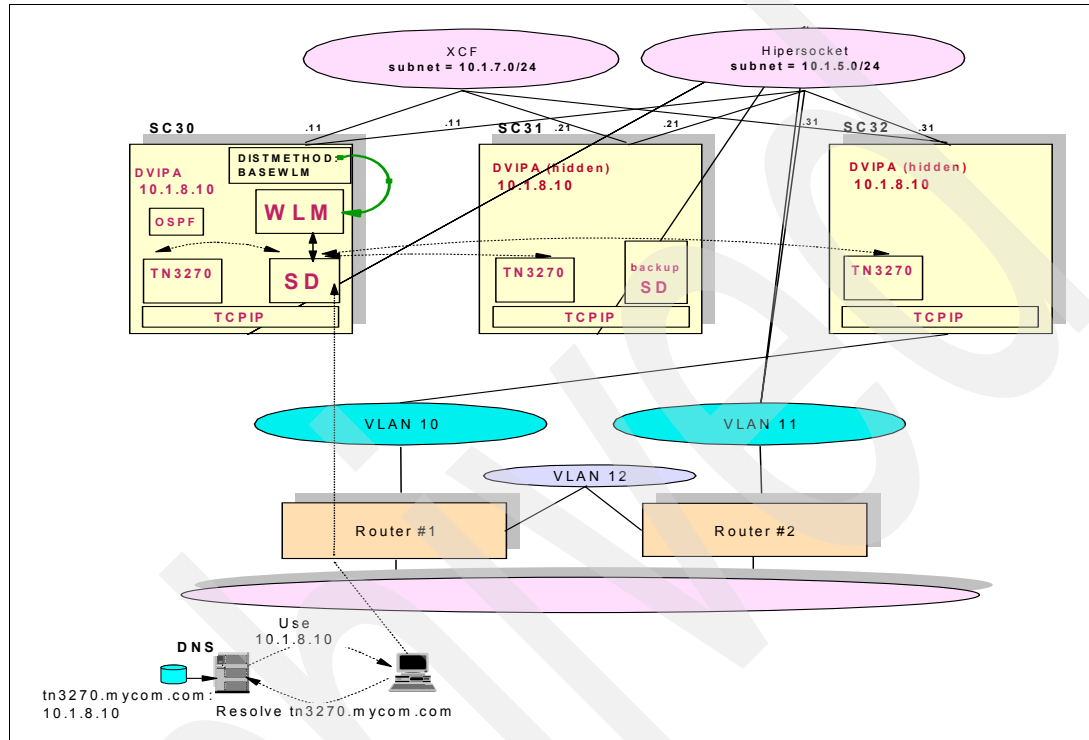 XCF
subnet = 10.1.7.0/24
Hipersocket
subnet = 10.1.5.0/24
SC30
.11
.11
SC31
.21
.21
.31
SC32
.31
DISTMETHOD:
BASEWLM
DVIPA
10.1.8.10
WLM
OSPF
TN3270
SD
TCPIP
DVIPA (hidden)
10.1.8.10
TN3270
backup
SD
TCPIP
DVIPA (hidden)
10.1.8.10
TN3270
TCPIP
VLAN 10
VLAN 11
VLAN 12
Router #1
Router #2
Use
10.1.8.10
DNS
tn3270.mycom.com:
10.1.8.10
Resolve tn3270.mycom.com